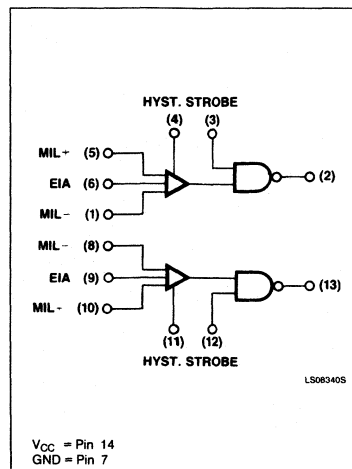 HYST. STROBE
(4) (3)
MIL+ (5)
EIA (6)
MIL- (1)
(2)
MIL- (8)
EIA (9)
MIL- (10)
(13)
(11) (12)
HYST. STROBE
LS08340S
VCC = Pin 14
GND = Pin 7